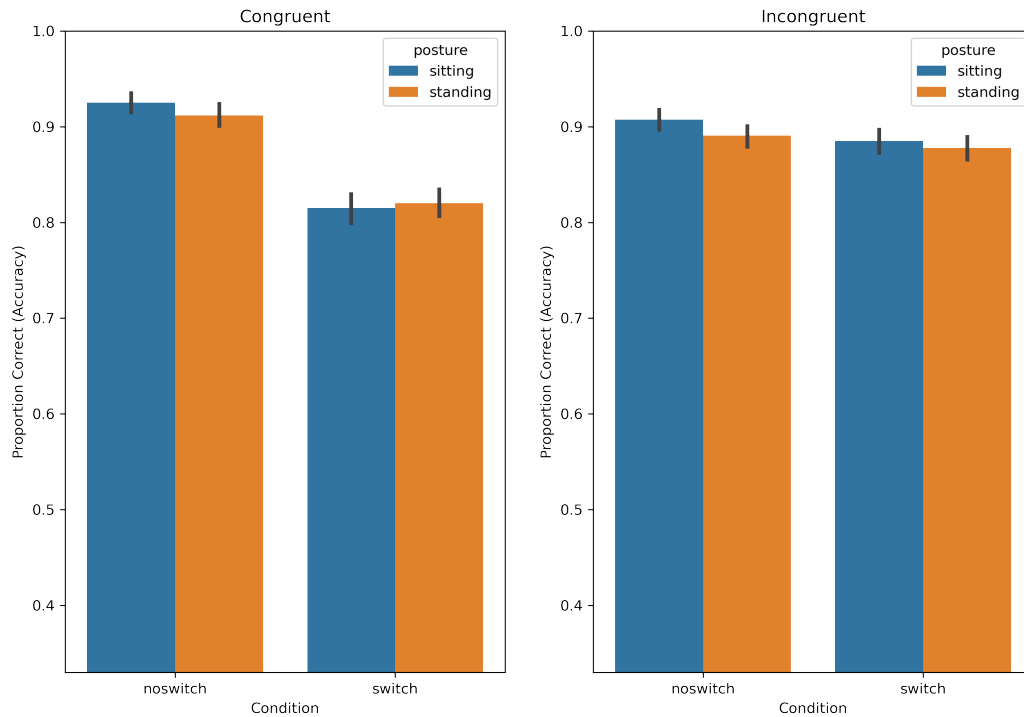 Congruent
1.0
0.9
0.8
0.7
0.6
0.5
0.4
Proportion Correct (Accuracy)
posture
sitting
standing
noswitch
switch
Condition
Incongruent
1.0
0.9
0.8
0.7
0.6
0.5
0.4
Proportion Correct (Accuracy)
posture
sitting
standing
noswitch
switch
Condition